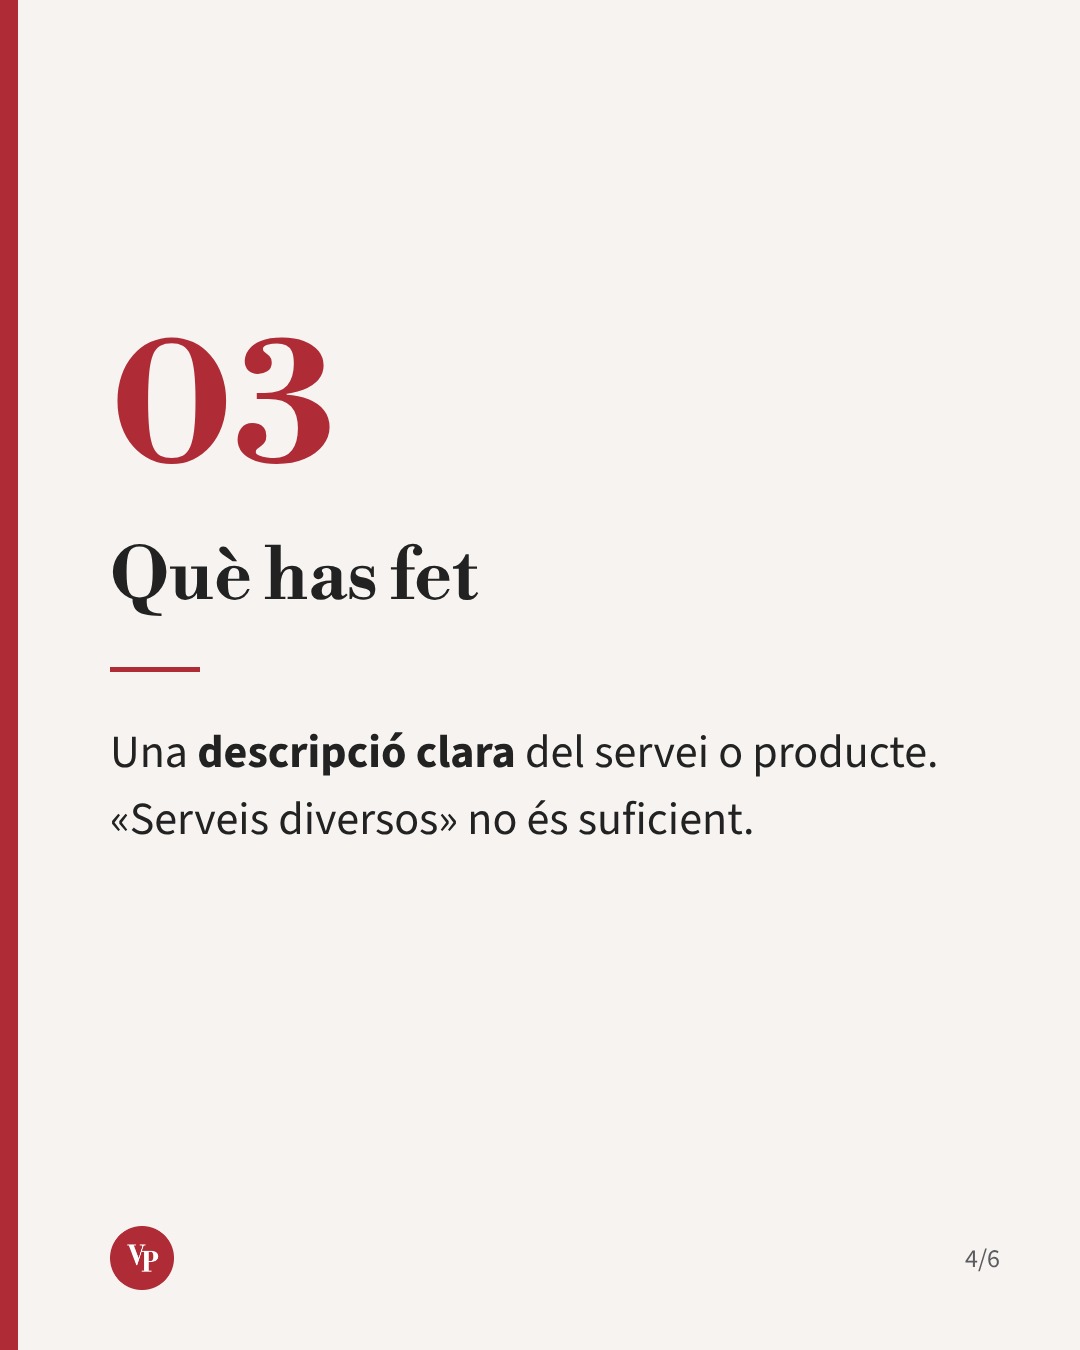 03
Què has fet
Una descripció clara del servei o producte.
«Serveis diversos» no és suficient.
VP
4/6